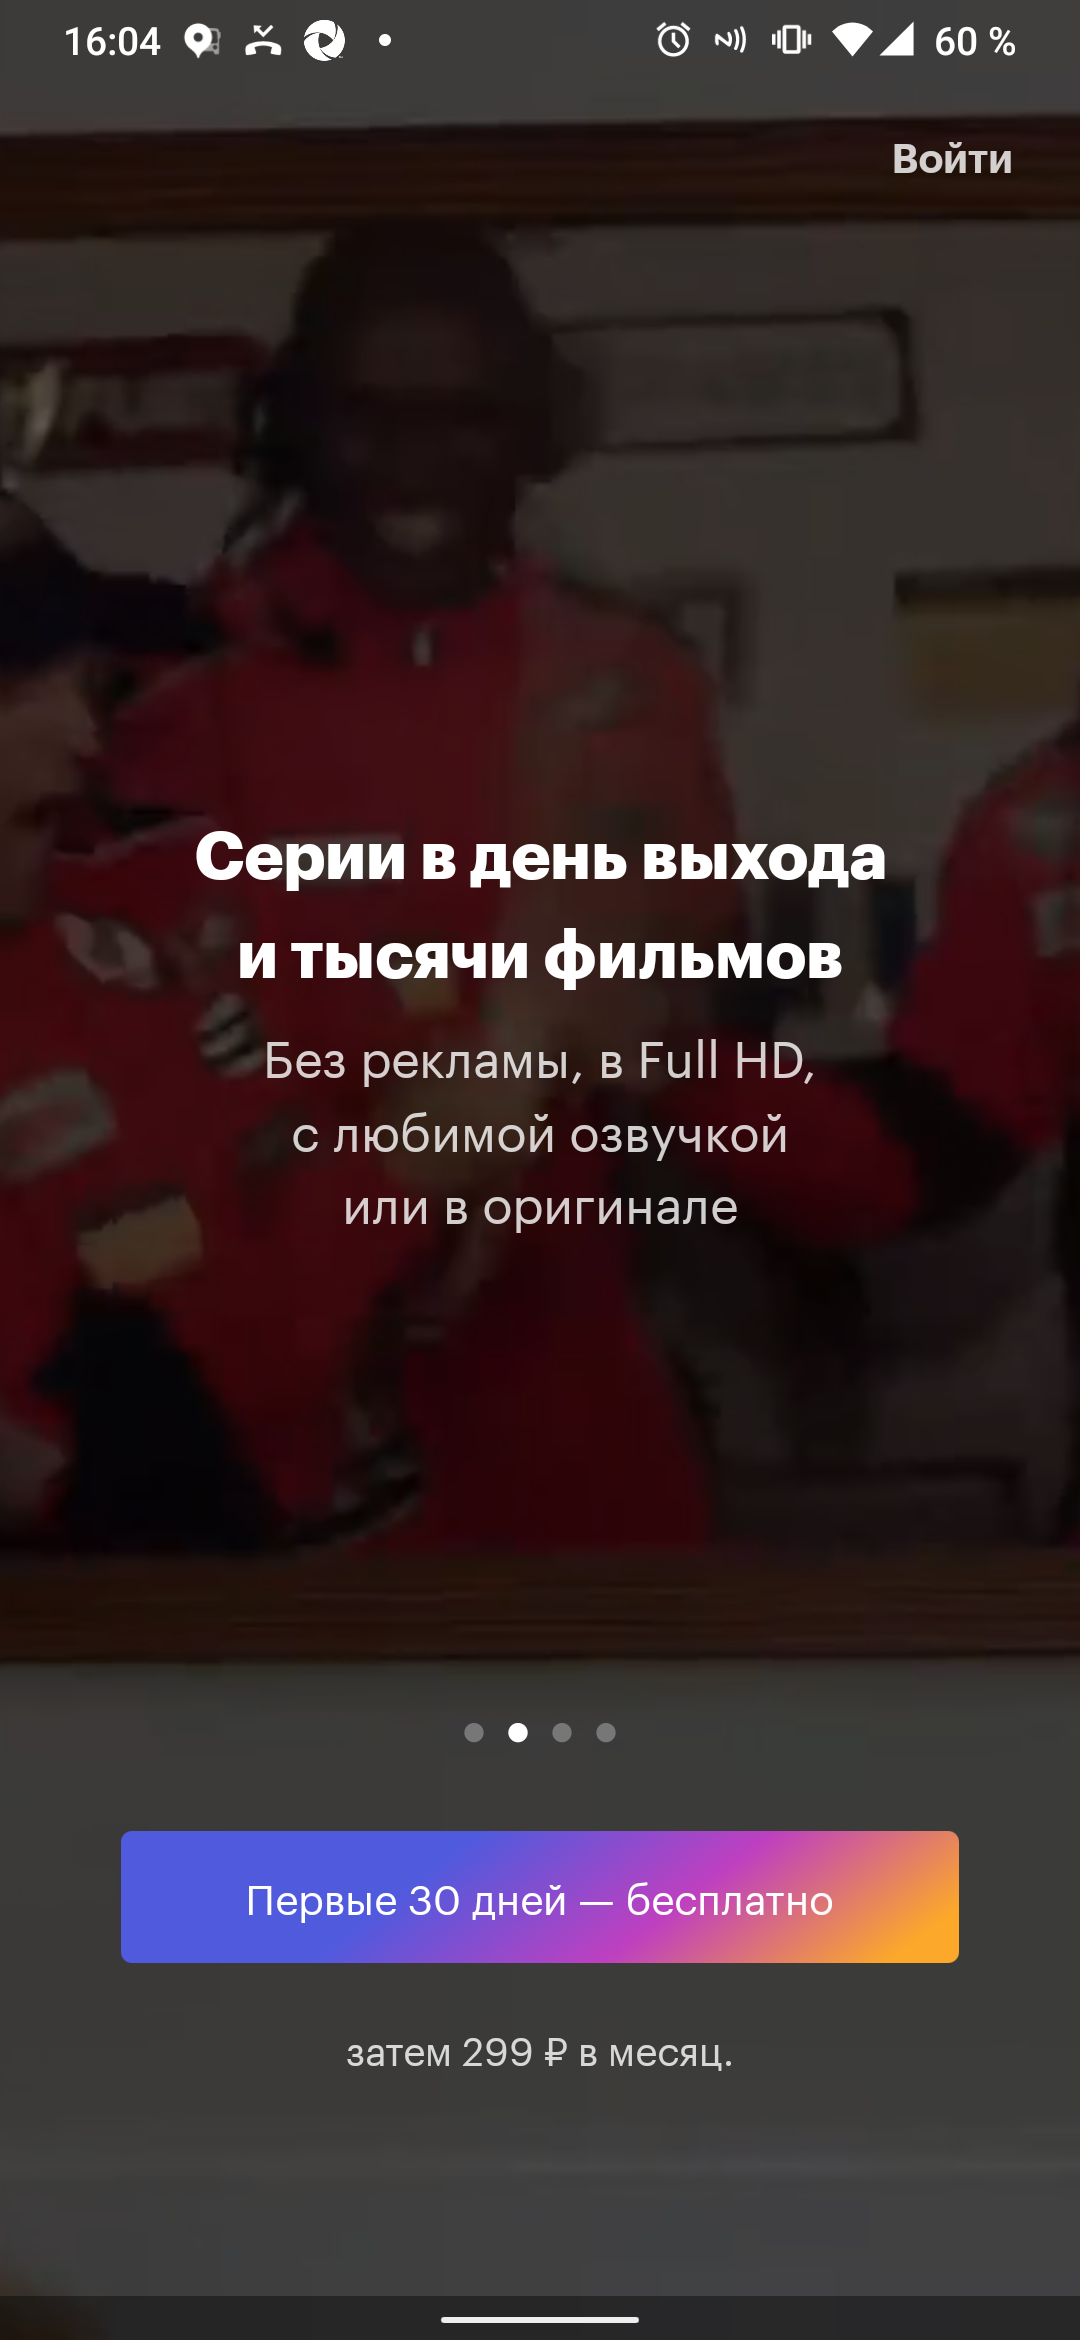 16:04
60 %
Войти
Серии в день выхода
и тысячи фильмов
Без рекламы, в Full HD,
с любимой озвучкой
или в оригинале
Первые 30 дней — бесплатно
затем 299 ₽ в месяц.